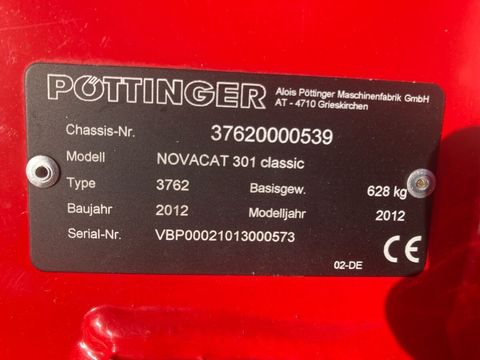 PÖTTINGER Alois Pöttinger Maschinenfabrik GmbH
AT - 4710 Grieskirchen
Chassis-Nr. 37620000539
Modell NOVACAT 301 classic
Type 3762 Basisgew. 628 kg
Baujahr 2012 Modelljahr 2012
Serial-Nr. VBP00021013000573
CE
02-DE